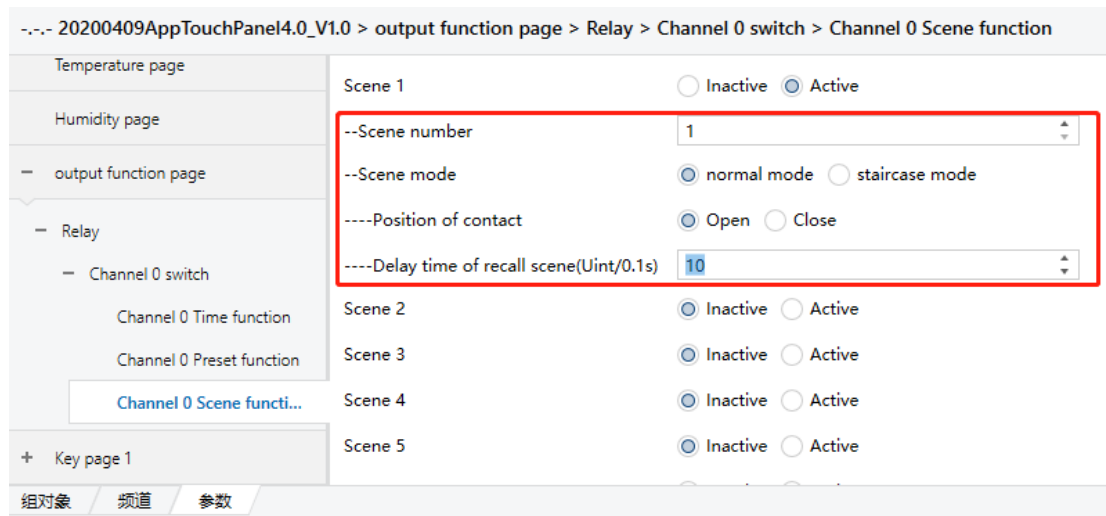 -.-.- 20200409AppTouchPanel4.0_V1.0 > output function page > Relay > Channel 0 switch > Channel 0 Scene function
Temperature page
Humidity page
output function page
Relay
Channel 0 switch
Channel 0 Time function
Channel 0 Preset function
Channel 0 Scene functi...
Key page 1
Scene 1 Inactive Active
--Scene number 1
--Scene mode normal mode staircase mode
----Position of contact Open Close
----Delay time of recall scene(Uint/0.1s) 10
Scene 2 Inactive Active
Scene 3 Inactive Active
Scene 4 Inactive Active
Scene 5 Inactive Active
组对象 频道 参数